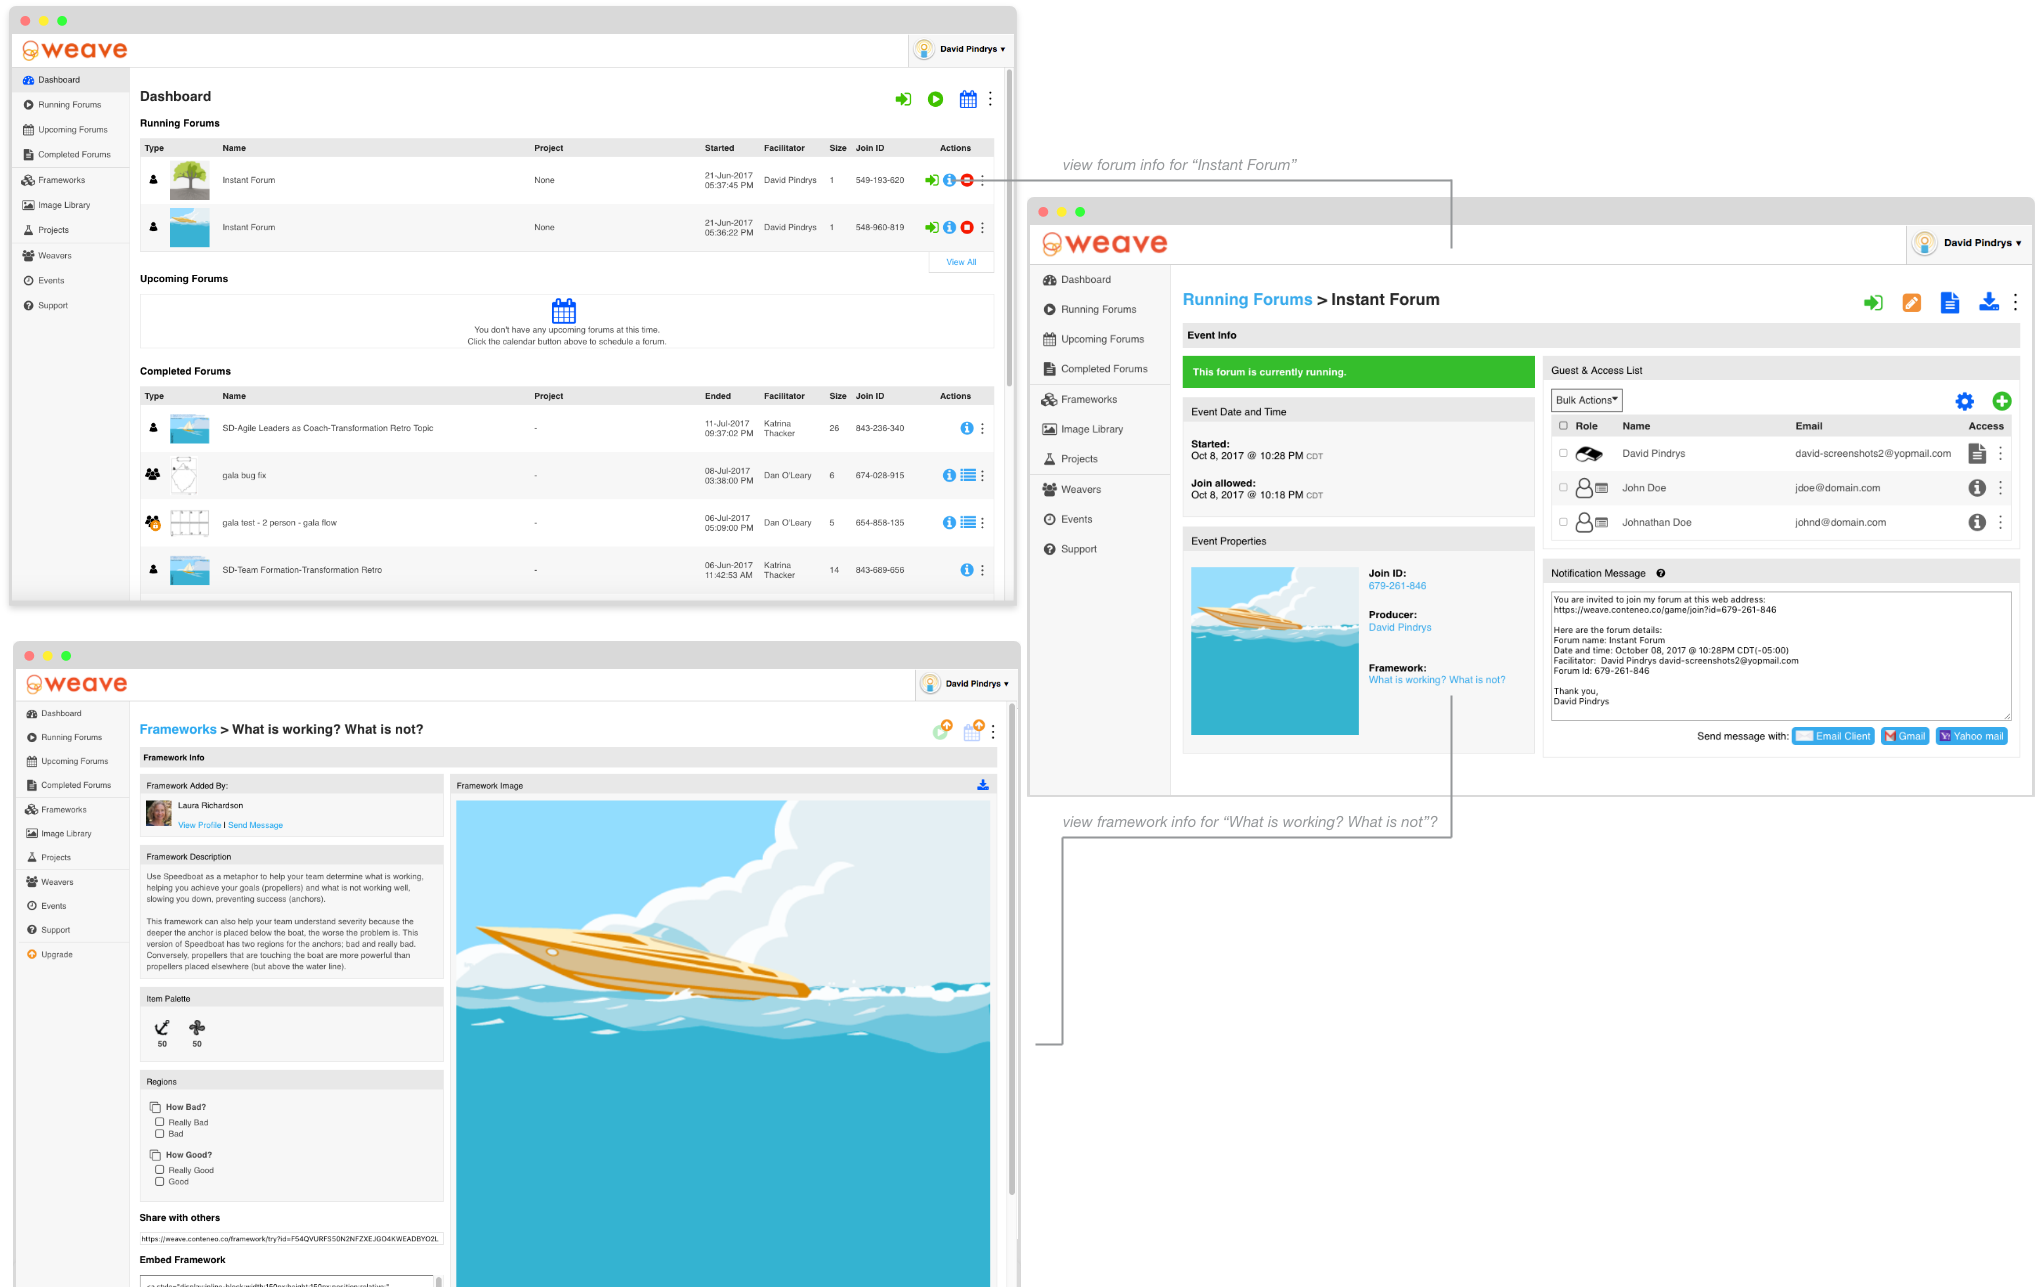 weave
David Pindrys ▾
Dashboard
Running Forums
Upcoming Forums
Completed Forums
Frameworks
Image Library
Projects
Weavers
Events
Support
Dashboard
Running Forums
Type Name Project Started Facilitator Size Join ID Actions
Instant Forum None 21-Jun-2017 05:37:45 PM David Pindrys 1 549-193-620
Instant Forum None 21-Jun-2017 05:36:22 PM David Pindrys 1 548-960-819
View All
Upcoming Forums
You don't have any upcoming forums at this time.
Click the calendar button above to schedule a forum.
Completed Forums
Type Name Project Ended Facilitator Size Join ID Actions
SD-Agile Leaders as Coach-Transformation Retro Topic - 11-Jul-2017 09:37:02 PM Katrina Thacker 26 843-236-340
gala bug fix - 08-Jul-2017 03:38:00 PM Dan O'Leary 6 674-028-915
gala test - 2 person - gala flow - 06-Jul-2017 05:09:00 PM Dan O'Leary 5 654-858-135
SD-Team Formation-Transformation Retro - 06-Jun-2017 11:42:53 AM Katrina Thacker 14 843-689-656
view forum info for “Instant Forum”
weave
David Pindrys ▾
Dashboard
Running Forums
Upcoming Forums
Completed Forums
Frameworks
Image Library
Projects
Weavers
Events
Support
Running Forums > Instant Forum
Event Info
This forum is currently running.
Event Date and Time
Started:
Oct 8, 2017 @ 10:28 PM CDT
Join allowed:
Oct 8, 2017 @ 10:18 PM CDT
Event Properties
Join ID:
679-261-846
Producer:
David Pindrys
Framework:
What is working? What is not?
Guest & Access List
Bulk Actions
Role Name Email Access
David Pindrys david-screenshots2@yopmail.com
John Doe jdoe@domain.com
Johnathan Doe johnd@domain.com
Notification Message
You are invited to join my forum at this web address:
https://weave.conteneo.co/game/join?id=679-261-846
Here are the forum details:
Forum name: Instant Forum
Date and time: October 08, 2017 @ 10:28PM CDT(-05:00)
Facilitator: David Pindrys david-screenshots2@yopmail.com
Forum Id: 679-261-846
Thank you,
David Pindrys
Send message with: Email Client Gmail Yahoo mail
view framework info for “What is working? What is not”?
weave
David Pindrys ▾
Dashboard
Running Forums
Upcoming Forums
Completed Forums
Frameworks
Image Library
Projects
Weavers
Events
Support
Upgrade
Frameworks > What is working? What is not?
Framework Info
Framework Added By:
Laura Richardson
View Profile | Send Message
Framework Description
Use Speedboat as a metaphor to help your team determine what is working,
helping you achieve your goals (propellers) and what is not working well,
slowing you down, preventing success (anchors).
This framework can also help your team understand severity because the
deeper the anchor is placed below the boat, the worse the problem is. This
version of Speedboat has two regions for the anchors; bad and really bad.
Conversely, propellers that are touching the boat are more powerful than
propellers placed elsewhere (but above the water line).
Item Palette
50 50
Regions
How Bad?
Really Bad
Bad
How Good?
Really Good
Good
Share with others
https://weave.conteneo.co/framework/try?id=F54QVURFS50N2NFZXEJGO4KWEADBYO2L
Embed Framework
Framework Image